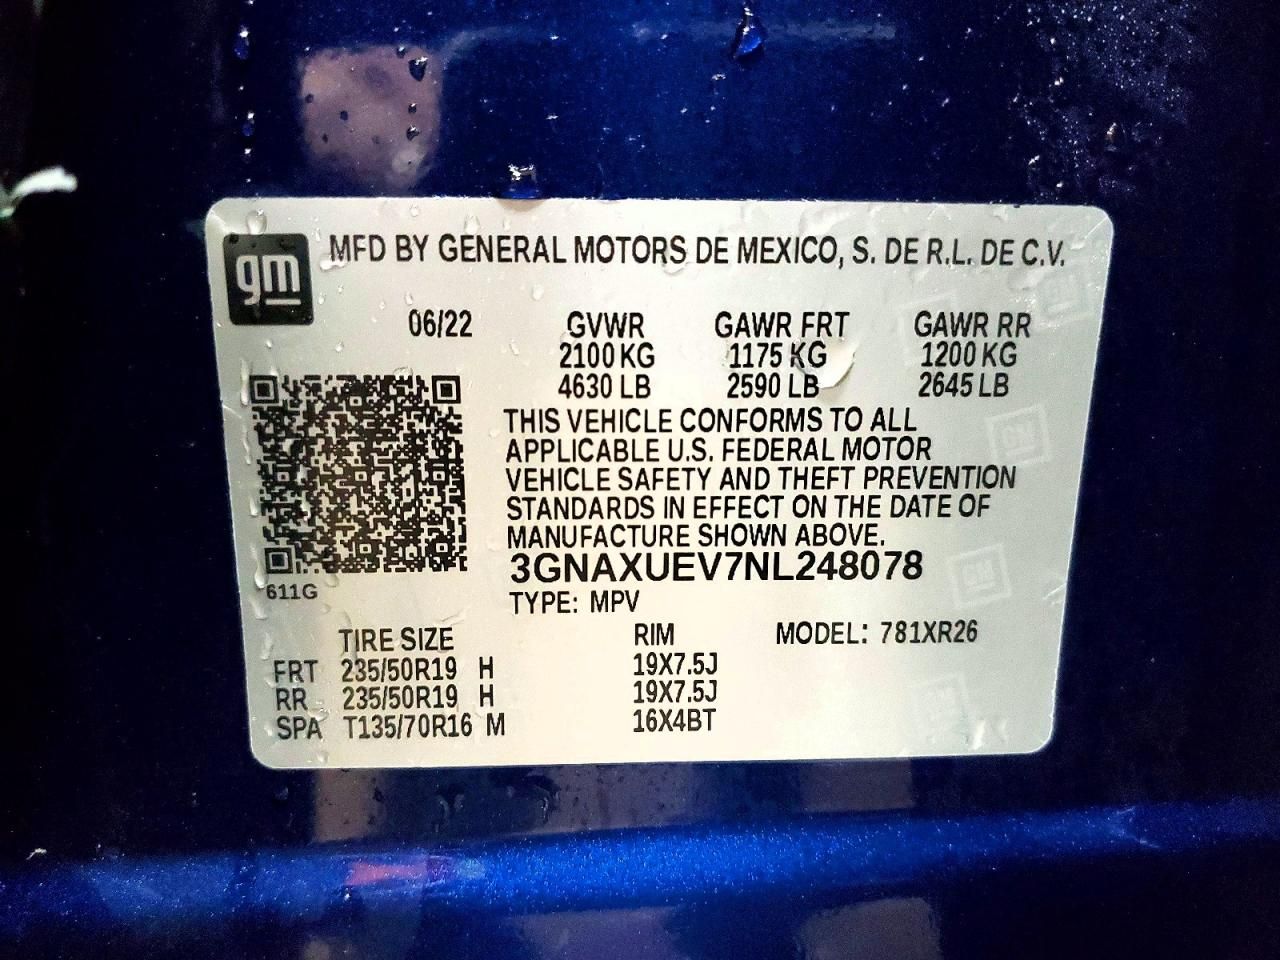 gm
MFD BY GENERAL MOTORS DE MEXICO, S. DE R.L. DE C.V.
06/22 GVWR GAWR FRT GAWR RR
2100 KG 1175 KG 1200 KG
4630 LB 2590 LB 2645 LB
THIS VEHICLE CONFORMS TO ALL
APPLICABLE U.S. FEDERAL MOTOR
VEHICLE SAFETY AND THEFT PREVENTION
STANDARDS IN EFFECT ON THE DATE OF
MANUFACTURE SHOWN ABOVE.
3GNAXUEV7NL248078
611G
TYPE: MPV
TIRE SIZE RIM MODEL: 781XR26
FRT 235/50R19 H 19X7.5J
RR 235/50R19 H 19X7.5J
SPA T135/70R16 M 16X4BT